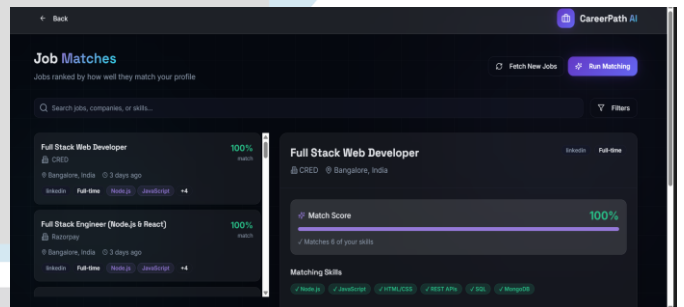 ← Back
CareerPath AI
Job Matches
Jobs ranked by how well they match your profile
Fetch New Jobs
Run Matching
Search jobs, companies, or skills...
Filters
Full Stack Web Developer
100%
CRED
match
Bangalore, India 3 days ago
linkedin Full-time Node.js JavaScript +4
Full Stack Engineer (Node.js & React)
100%
Razorpay
match
Bangalore, India 3 days ago
linkedin Full-time Node.js JavaScript +4
Full Stack Web Developer
linkedin Full-time
CRED Bangalore, India
Match Score
100%
✓ Matches 6 of your skills
Matching Skills
✓ Node.js ✓ JavaScript ✓ HTML/CSS ✓ REST APIs ✓ SQL ✓ MongoDB